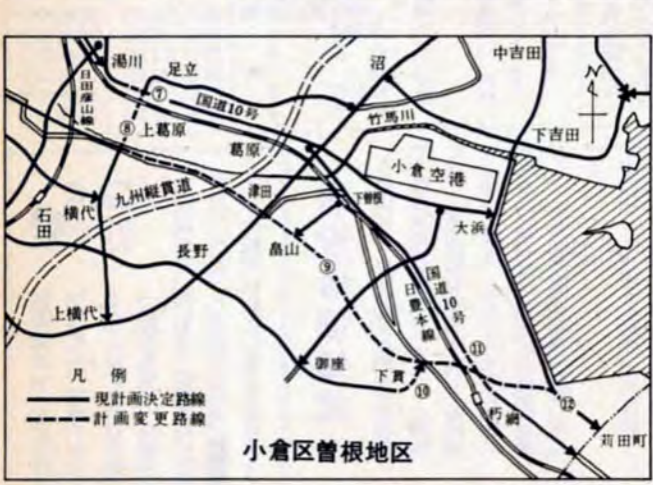 湯川
足立
沼
中吉田
日田彦山線
⑦
国道10号
竹馬川
⑧
上葛原
葛原
下吉田
小倉空港
九州縦貫道
津田
下曽根
石田
横代
大浜
長野
畠山
⑨
国道10号
日豊本線
上横代
御座
下貫
⑩
⑪
⑫
朽網
苅田町
凡例
現計画決定路線
計画変更路線
小倉区曽根地区